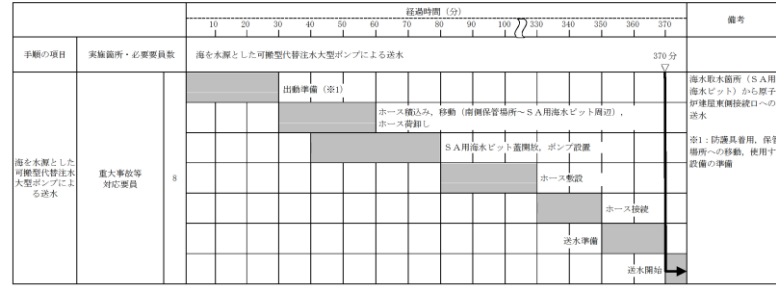 経過時間（分）
10 20 30 40 50 60 70 80 90 100 330 340 350 360 370
備考
手順の項目 実施箇所・必要要員数 海を水源とした可搬型代替注水大型ポンプによる送水
370 分
▽
海を水源とした
可搬型代替注水
大型ポンプによ
る送水
重大事故等
対応要員
8
出動準備（※1）
ホース積込み，移動（南側保管場所～ＳＡ用海水ピット周辺），
ホース荷卸し
ＳＡ用海水ピット蓋開放，ポンプ設置
ホース敷設
ホース接続
送水準備
送水開始
海水取水箇所（ＳＡ用
海水ピット）から原子
炉建屋東側接続口への
送水
※1：防護具着用，保管
場所への移動，使用す
設備の準備